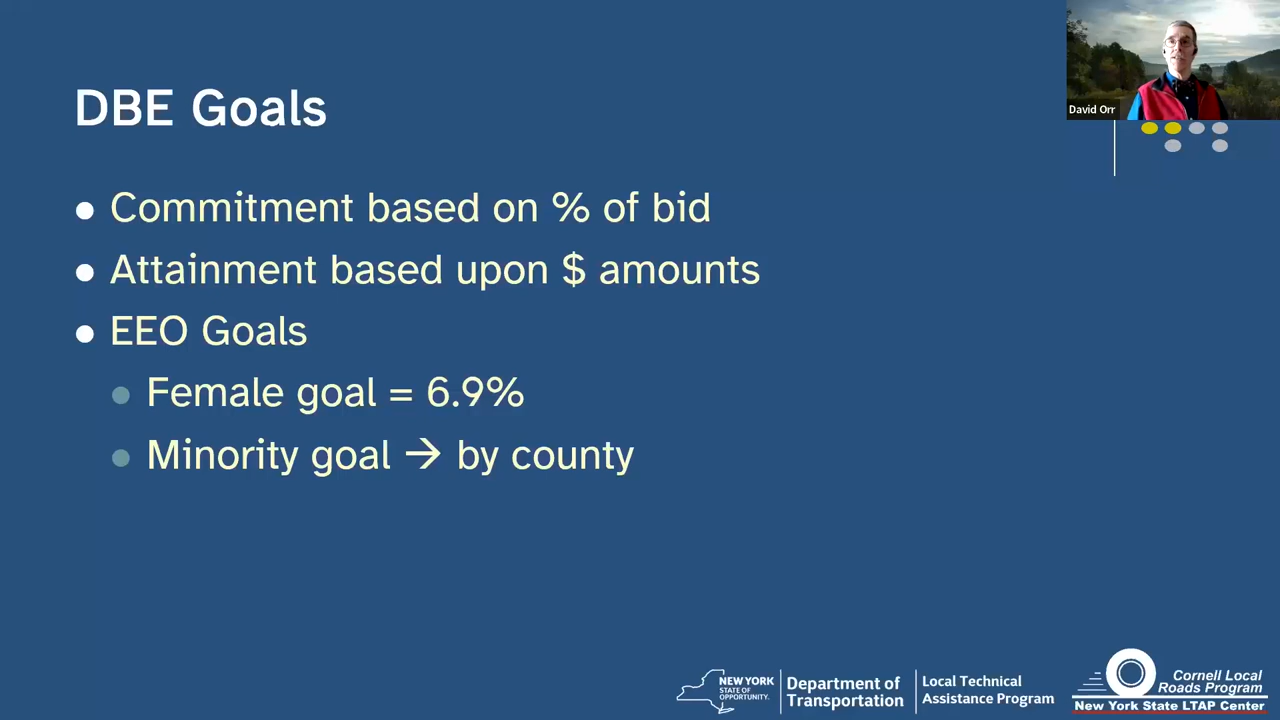 David Orr
DBE Goals
Commitment based on % of bid
Attainment based upon $ amounts
EEO Goals
Female goal = 6.9%
Minority goal → by county
NEW YORK
STATE OF
OPPORTUNITY.
Department of
Transportation
Local Technical
Assistance Program
Cornell Local
Roads Program
New York State LTAP Center